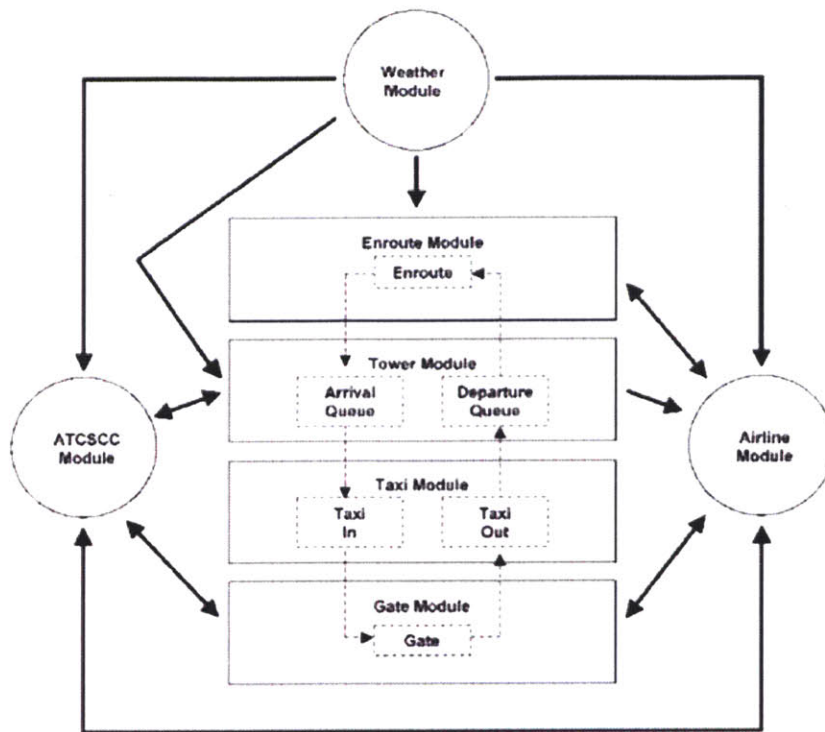 Weather
Module
Enroute Module
Enroute
Tower Module
Arrival
Queue
Departure
Queue
ATCSCC
Module
Airline
Module
Taxi Module
Taxi
In
Taxi
Out
Gate Module
Gate